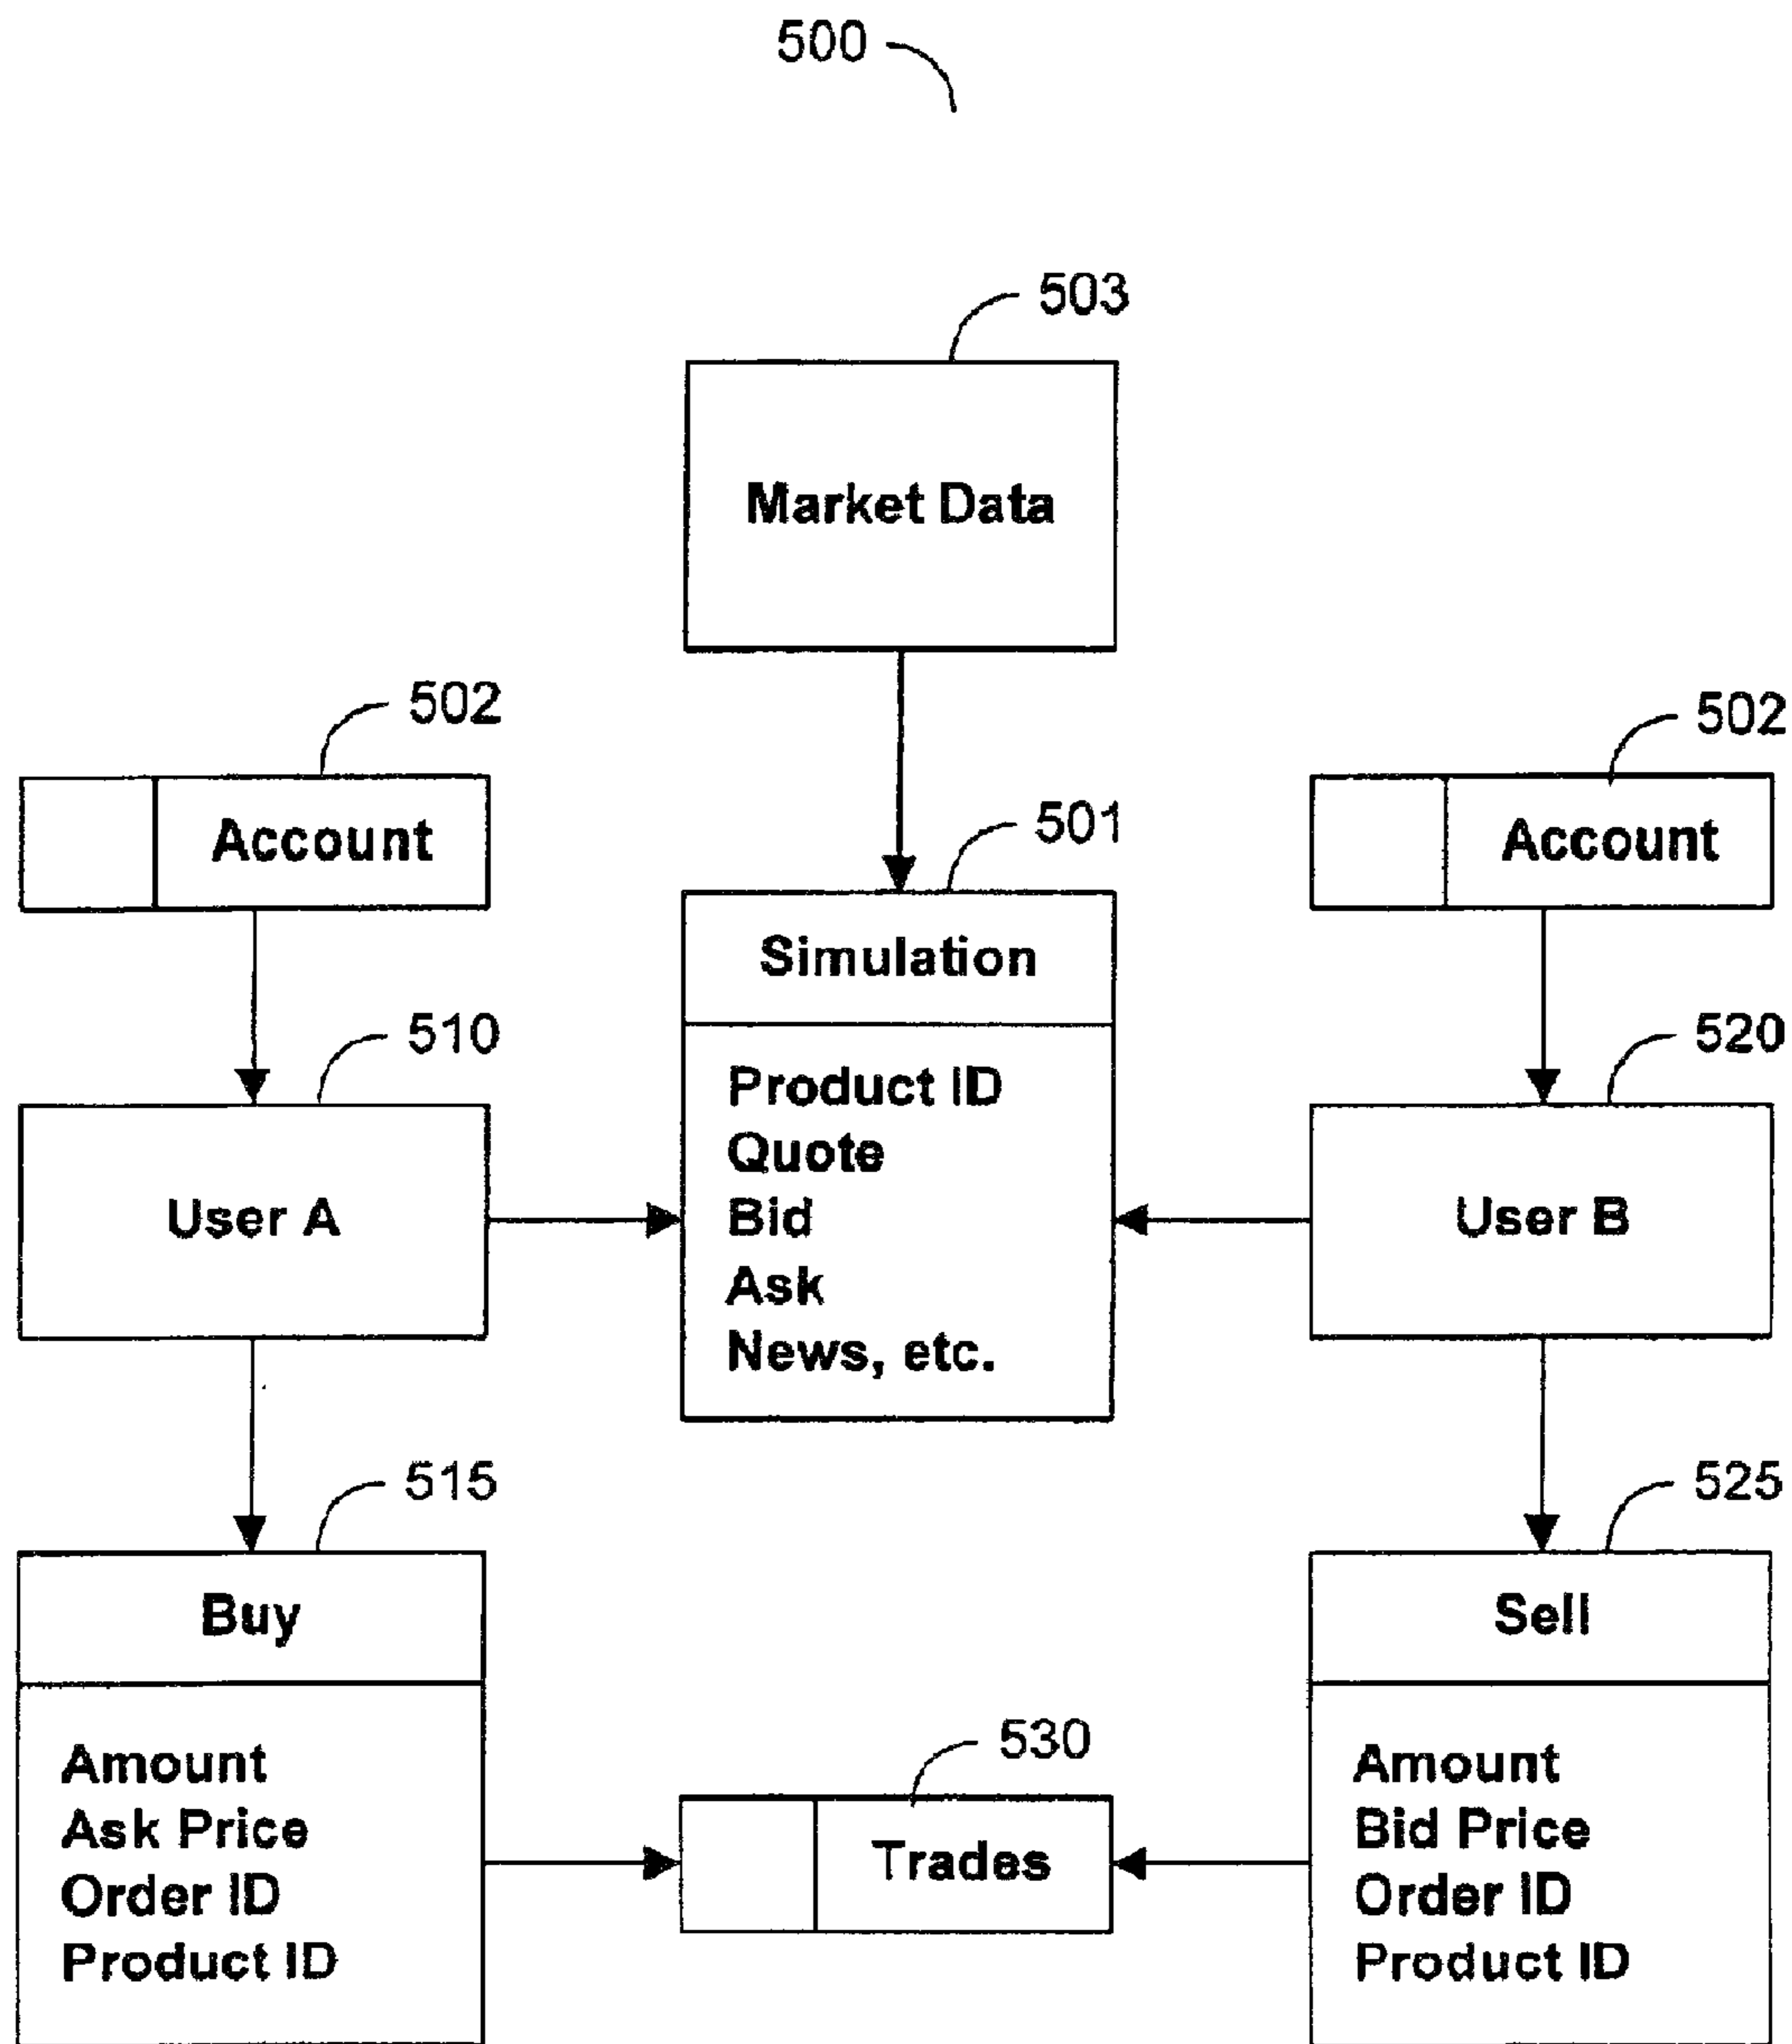 500
503
Market Data
502
Account
502
Account
501
Simulation
Product ID
Quote
Bid
Ask
News, etc.
510
User A
520
User B
515
Buy
Amount
Ask Price
Order ID
Product ID
525
Sell
Amount
Bid Price
Order ID
Product ID
530
Trades